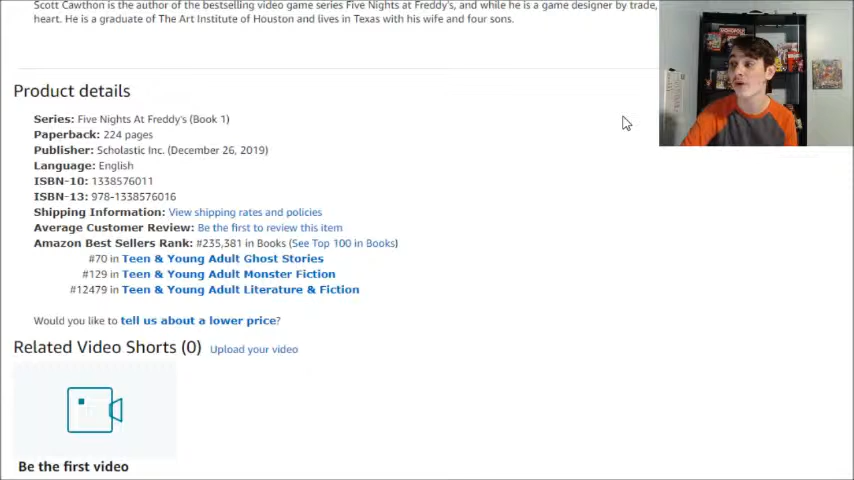 Scott Cawthon is the author of the bestselling video game series Five Nights at Freddy's, and while he is a game designer by trade,
heart. He is a graduate of The Art Institute of Houston and lives in Texas with his wife and four sons.
Product details
Series: Five Nights At Freddy's (Book 1)
Paperback: 224 pages
Publisher: Scholastic Inc. (December 26, 2019)
Language: English
ISBN-10: 1338576011
ISBN-13: 978-1338576016
Shipping Information: View shipping rates and policies
Average Customer Review: Be the first to review this item
Amazon Best Sellers Rank: #235,381 in Books (See Top 100 in Books)
#70 in Teen & Young Adult Ghost Stories
#129 in Teen & Young Adult Monster Fiction
#12479 in Teen & Young Adult Literature & Fiction
Would you like to tell us about a lower price?
Related Video Shorts (0) Upload your video
Be the first video